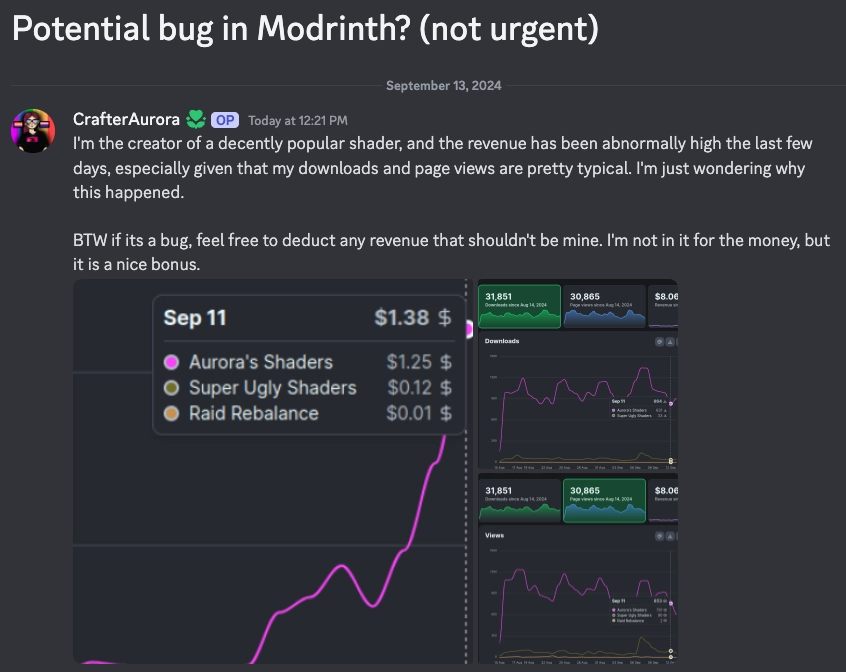 Potential bug in Modrinth? (not urgent)
September 13, 2024
CrafterAurora OP Today at 12:21 PM
I'm the creator of a decently popular shader, and the revenue has been abnormally high the last few
days, especially given that my downloads and page views are pretty typical. I'm just wondering why
this happened.
BTW if its a bug, feel free to deduct any revenue that shouldn't be mine. I'm not in it for the money, but
it is a nice bonus.
Sep 11 $1.38 $
Aurora's Shaders $1.25 $
Super Ugly Shaders $0.12 $
Raid Rebalance $0.01 $
31,851 30,865 $8.06
Downloads since Aug 14, 2024 Page views since Aug 14, 2024 Revenue si
Downloads
Sep 11
Aurora's Shaders
Super Ugly Shaders
31,851 30,865 $8.06
Downloads since Aug 14, 2024 Page views since Aug 14, 2024 Revenue si
Views
Sep 11
Aurora's Shaders
Super Ugly Shaders
Raid Rebalance